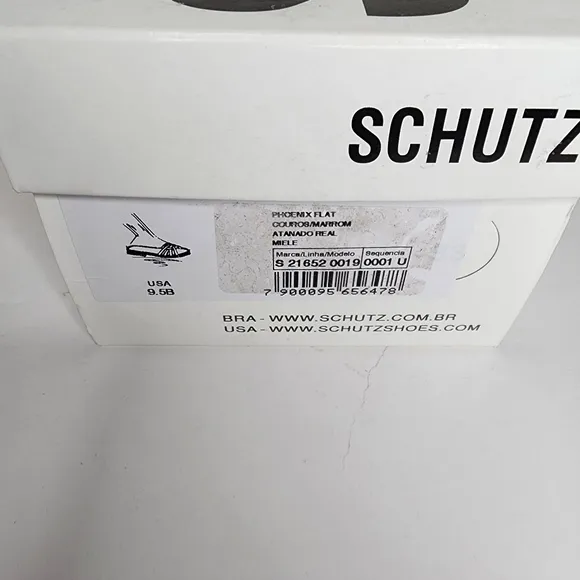 SCHUTZ
PHOENIX FLAT
COUROS/MARROM
ATANADO REAL
MIELE
Marca/Linha/Modelo Sequencia
S 21652 0019 0001 U
7 900095 656478
USA
9.5B
BRA - WWW.SCHUTZ.COM.BR
USA - WWW.SCHUTZSHOES.COM